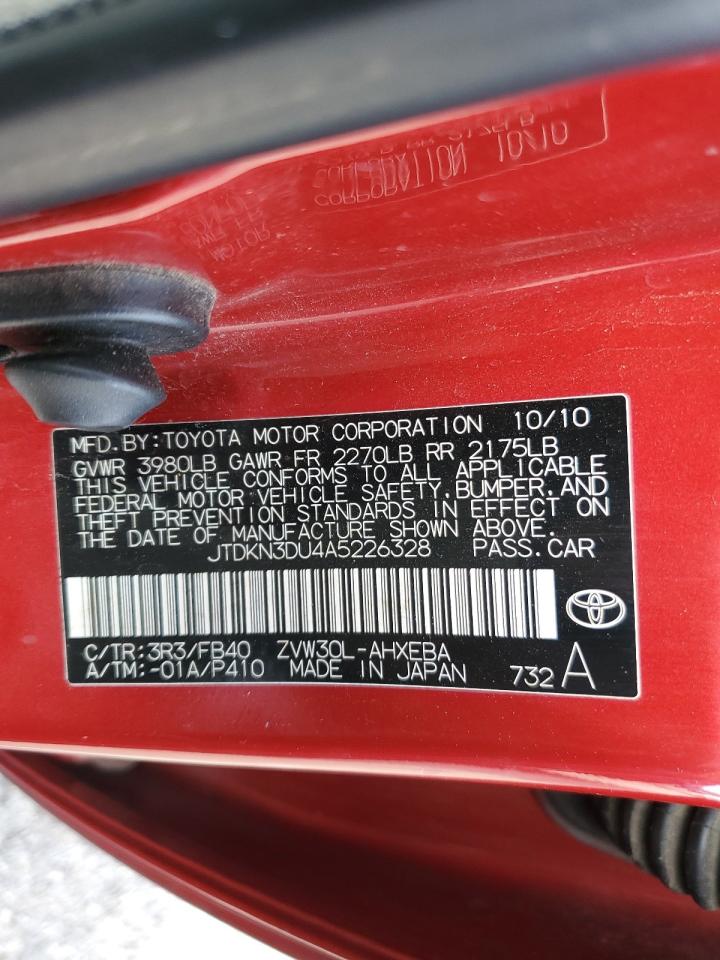 MFD.BY:TOYOTA MOTOR CORPORATION 10/10
GVWR 3980LB GAWR FR 2270LB RR 2175LB
THIS VEHICLE CONFORMS TO ALL APPLICABLE
FEDERAL MOTOR VEHICLE SAFETY,BUMPER,AND
THEFT PREVENTION STANDARDS IN EFFECT ON
THE DATE OF MANUFACTURE SHOWN ABOVE.
JTDKN3DU4A5226328 PASS.CAR
C/TR:3R3/FB40 ZVW30L-AHXEBA
A/TM:-01A/P410 MADE IN JAPAN 732 A